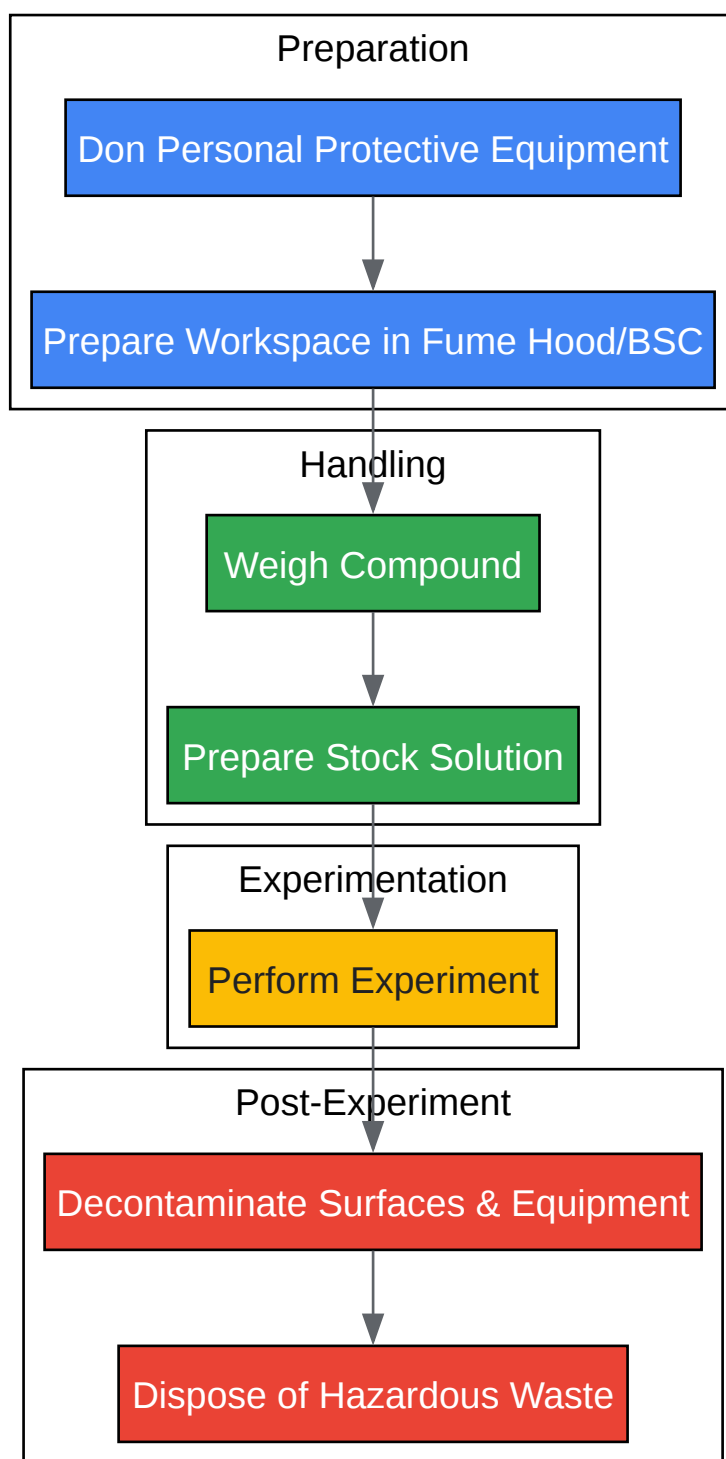 Preparation
Don Personal Protective Equipment
Prepare Workspace in Fume Hood/BSC
Handling
Weigh Compound
Prepare Stock Solution
Experimentation
Perform Experiment
Post-Experiment
Decontaminate Surfaces & Equipment
Dispose of Hazardous Waste